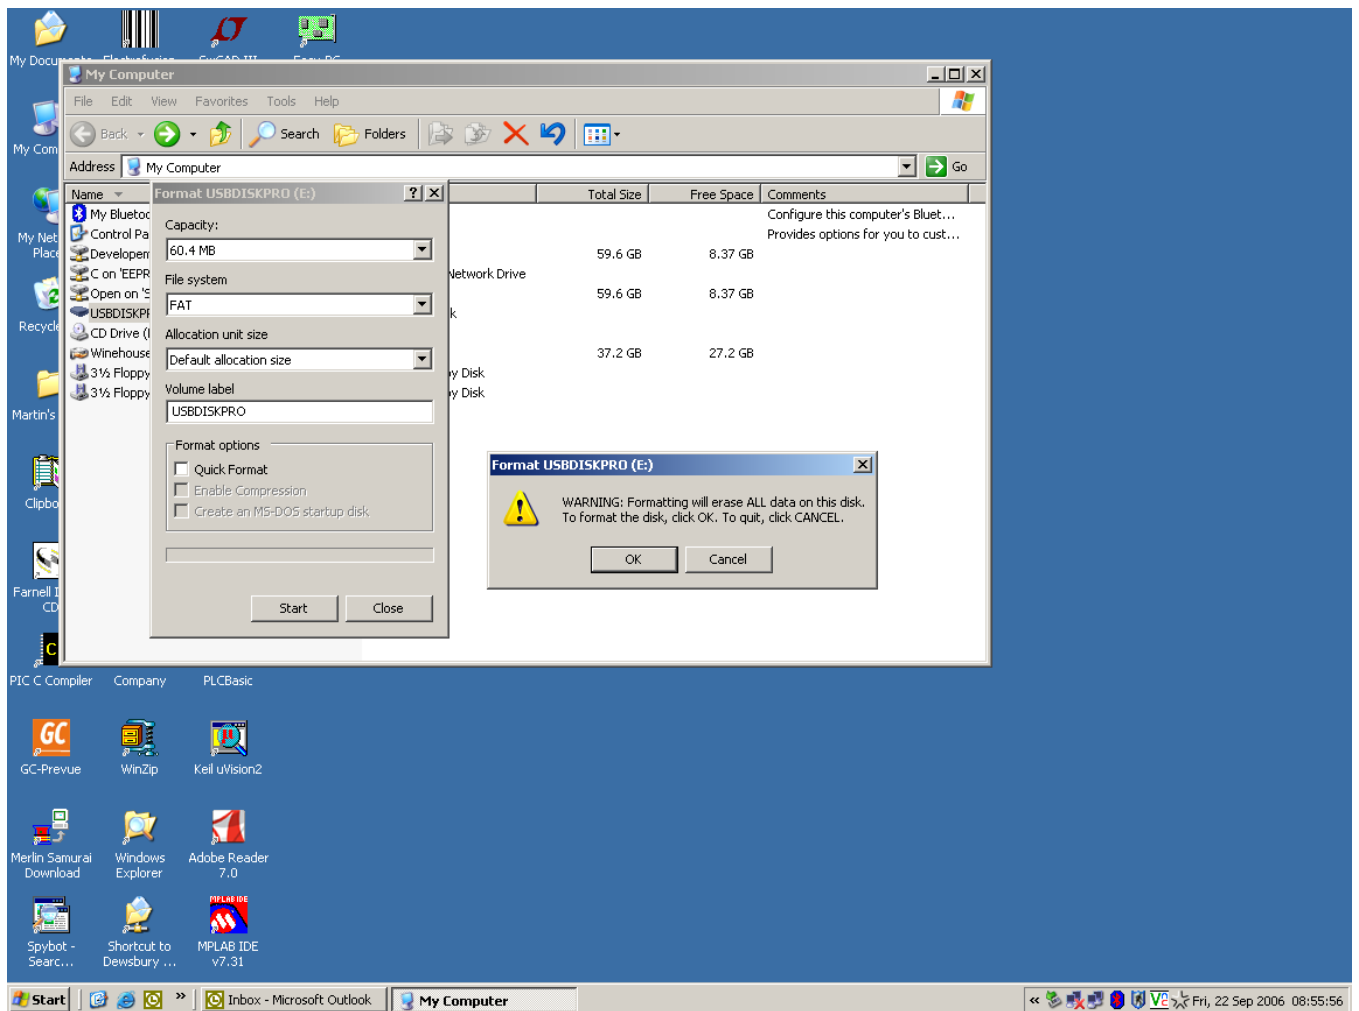 My Computer
File Edit View Favorites Tools Help
Back Search Folders
Address My Computer Go
Name Total Size Free Space Comments
My Bluetoo Configure this computer's Bluet...
Control Pa Provides options for you to cust...
Developem 59.6 GB 8.37 GB
C on 'EEPR Network Drive
Open on 'S 59.6 GB 8.37 GB
USBDISKPR k
CD Drive (
Winehouse 37.2 GB 27.2 GB
3½ Floppy y Disk
3½ Floppy y Disk
Format USBDISKPRO (E:)
Capacity:
60.4 MB
File system
FAT
Allocation unit size
Default allocation size
Volume label
USBDISKPRO
Format options
Quick Format
Enable Compression
Create an MS-DOS startup disk
Start Close
Format USBDISKPRO (E:)
WARNING: Formatting will erase ALL data on this disk.
To format the disk, click OK. To quit, click CANCEL.
OK Cancel
My Docum
My Com
My Net
Place
Recycle
Martin's
Clipbo
Farnell
CD
PIC C Compiler Company PLCBasic
GC
GC-Prevue WinZip Keil uVision2
Merlin Samurai Download
Windows Explorer
Adobe Reader 7.0
MPLAB IDE
Spybot - Searc...
Shortcut to Dewsbury ...
MPLAB IDE v7.31
Start Inbox - Microsoft Outlook My Computer Fri, 22 Sep 2006 08:55:56